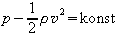 p − 1/2 ρv² = konst